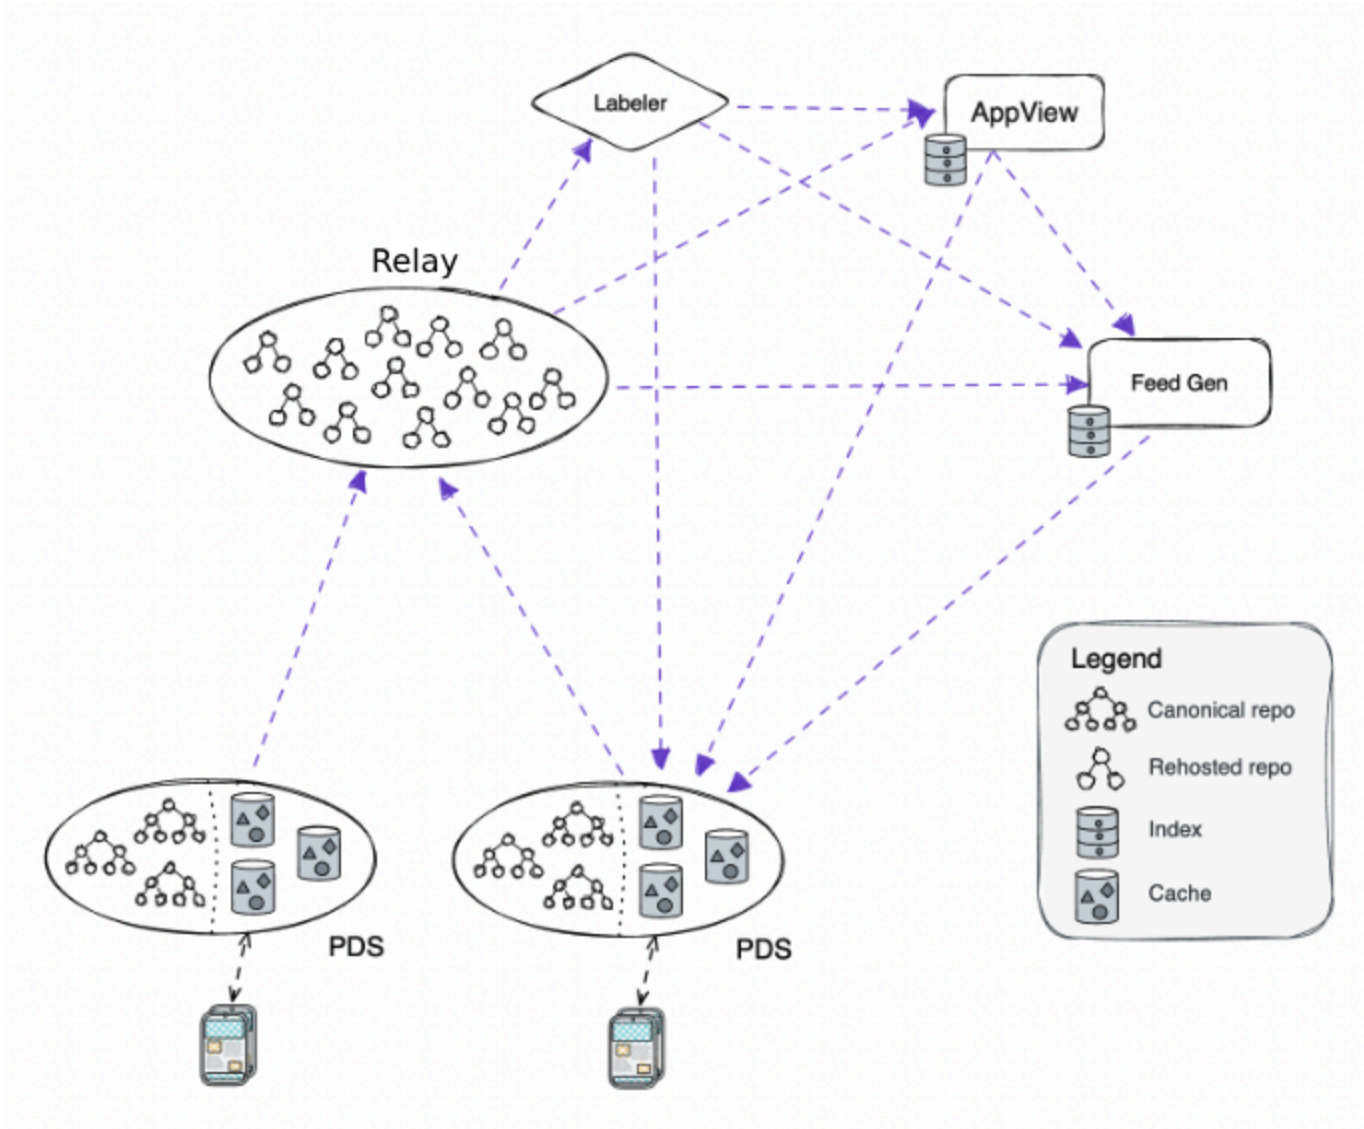 Labeler
AppView
Relay
Feed Gen
Legend
Canonical repo
Rehosted repo
Index
Cache
PDS
PDS